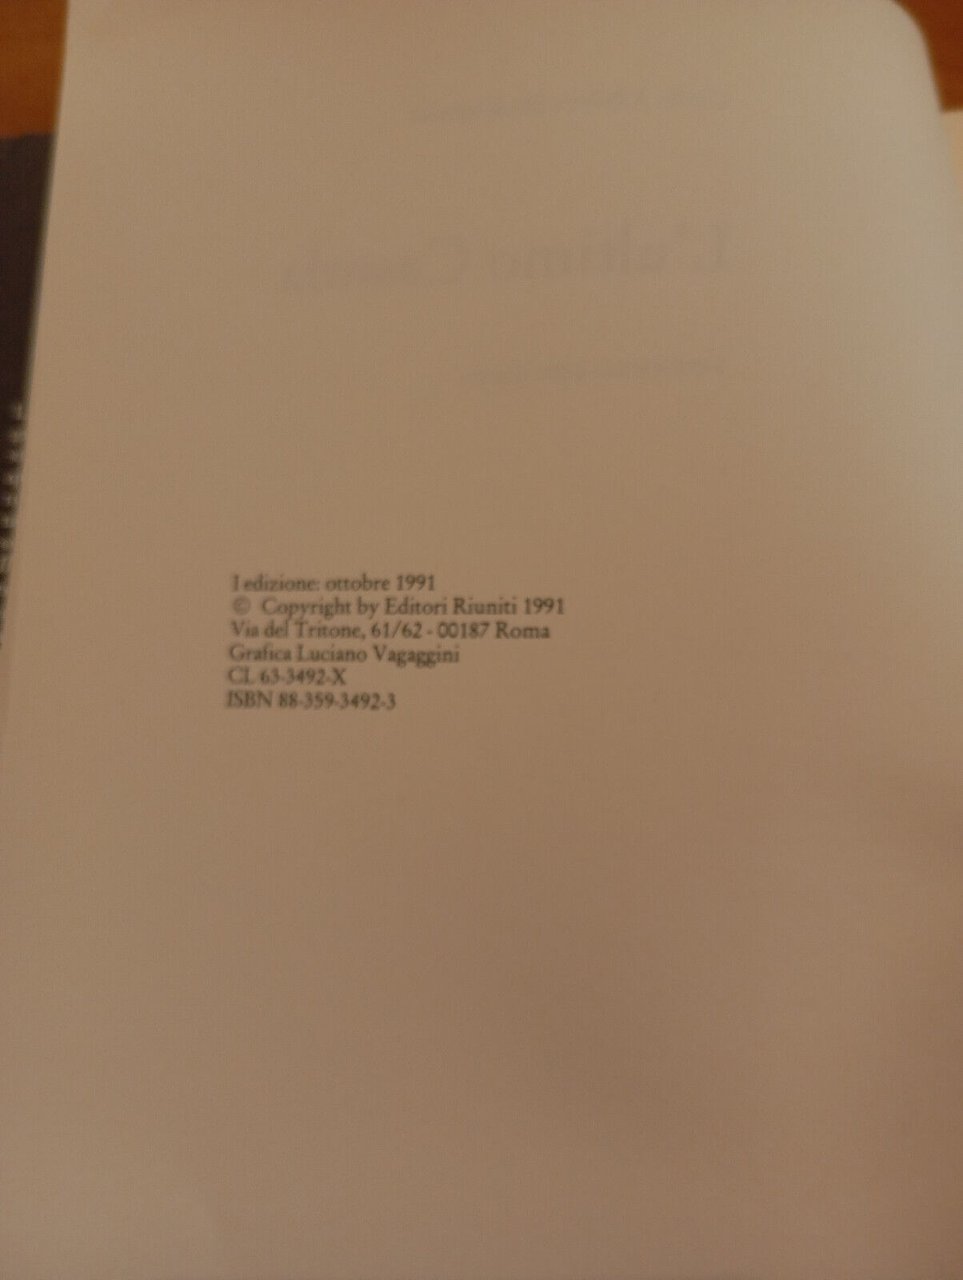 I edizione: ottobre 1991
© Copyright by Editori Riuniti 1991
Via del Tritone, 61/62 - 00187 Roma
Grafica Luciano Vagaggini
CL 63-3492-X
ISBN 88-359-3492-3